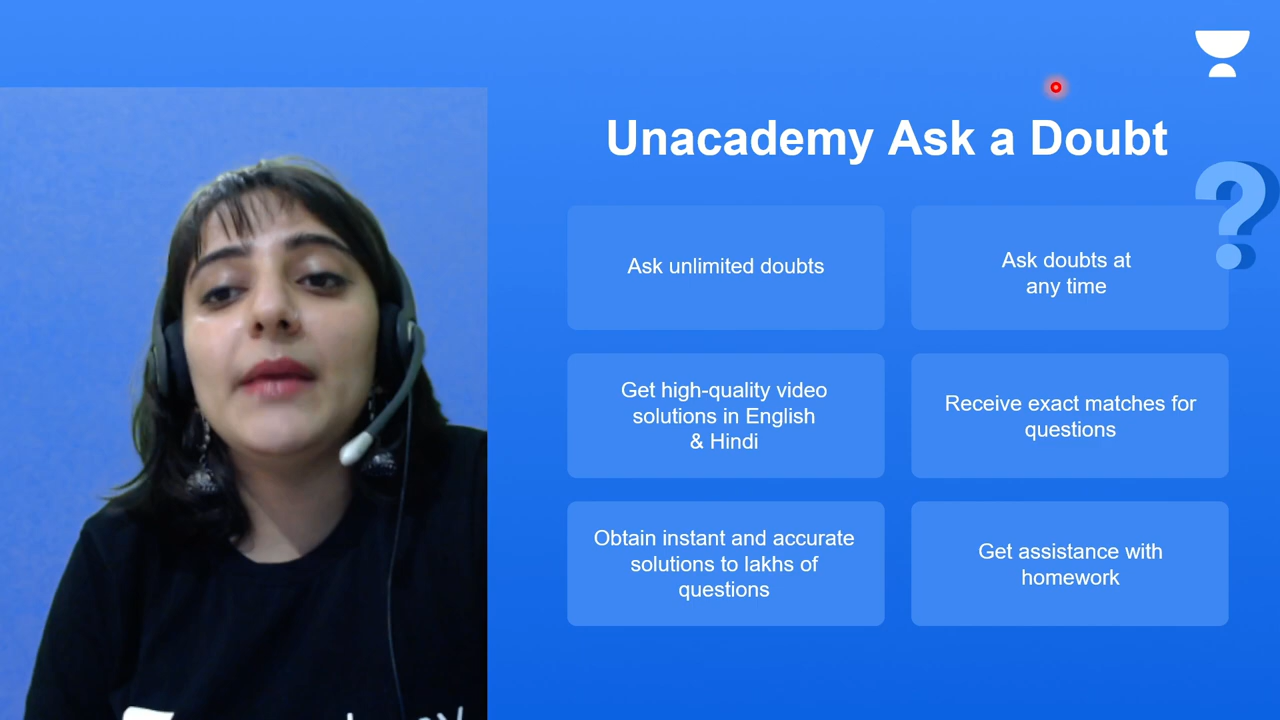 Unacademy Ask a Doubt
Ask unlimited doubts
Ask doubts at
any time
Get high-quality video
solutions in English
& Hindi
Receive exact matches for
questions
Obtain instant and accurate
solutions to lakhs of
questions
Get assistance with
homework